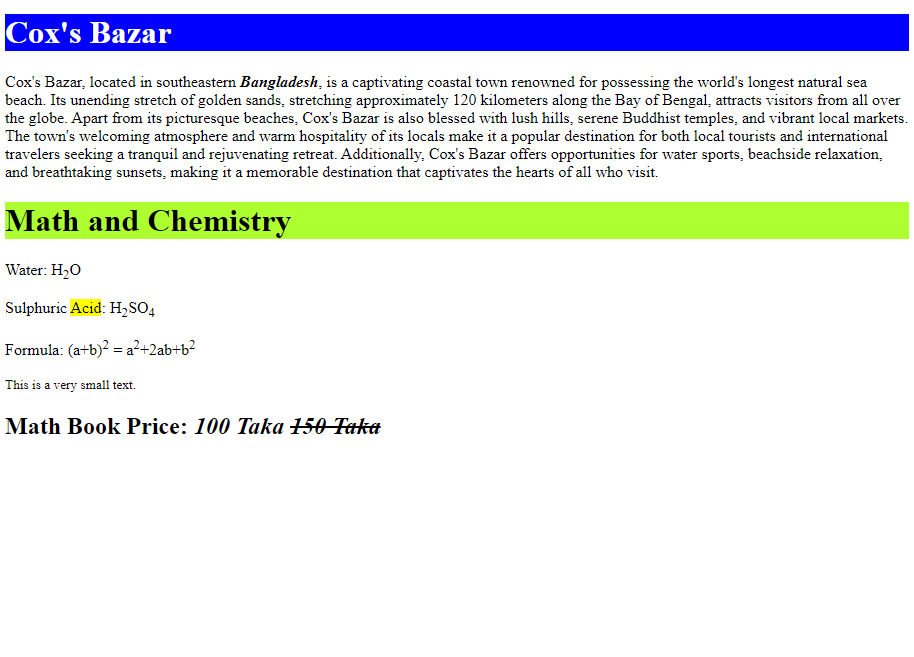 Cox's Bazar
Cox's Bazar, located in southeastern Bangladesh, is a captivating coastal town renowned for possessing the world's longest natural sea
beach. Its unending stretch of golden sands, stretching approximately 120 kilometers along the Bay of Bengal, attracts visitors from all over
the globe. Apart from its picturesque beaches, Cox's Bazar is also blessed with lush hills, serene Buddhist temples, and vibrant local markets.
The town's welcoming atmosphere and warm hospitality of its locals make it a popular destination for both local tourists and international
travelers seeking a tranquil and rejuvenating retreat. Additionally, Cox's Bazar offers opportunities for water sports, beachside relaxation,
and breathtaking sunsets, making it a memorable destination that captivates the hearts of all who visit.
Math and Chemistry
Water: H₂O
Sulphuric Acid: H₂SO₄
Formula: (a+b)² = a²+2ab+b²
This is a very small text.
Math Book Price: 100 Taka 150 Taka